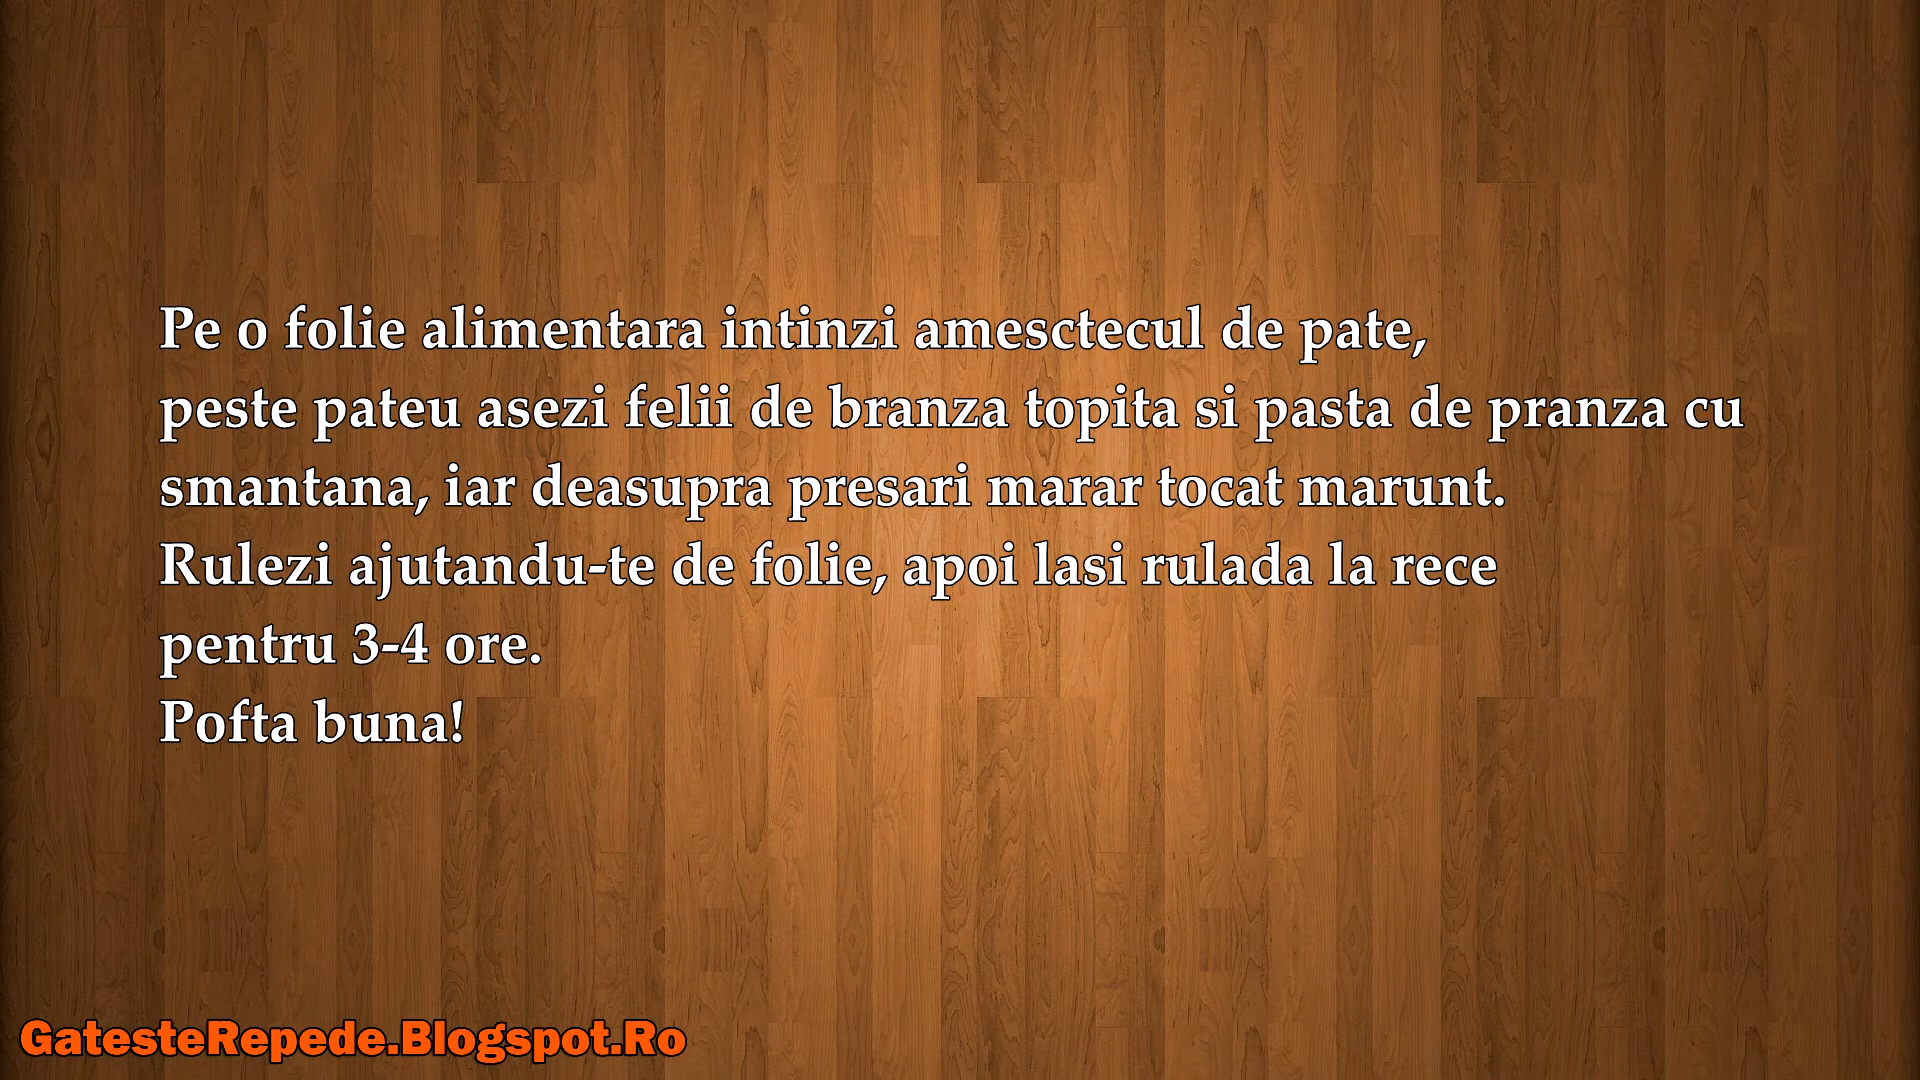 Pe o folie alimentara intinzi amesctecul de pate,
peste pateu asezi felii de branza topita si pasta de pranza cu
smantana, iar deasupra presari marar tocat marunt.
Rulezi ajutandu-te de folie, apoi lasi rulada la rece
pentru 3-4 ore.
Pofta buna!
GatesteRepede.Blogspot.Ro